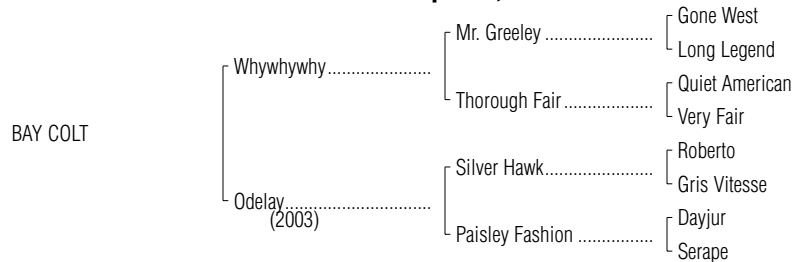 Gone West
Mr. Greeley ......................
Long Legend
Whywhywhy.....................
Quiet American
Thorough Fair ..................
Very Fair
BAY COLT
Roberto
Silver Hawk......................
Gris Vitesse
Odelay.............................
(2003)
Dayjur
Paisley Fashion ...............
Serape